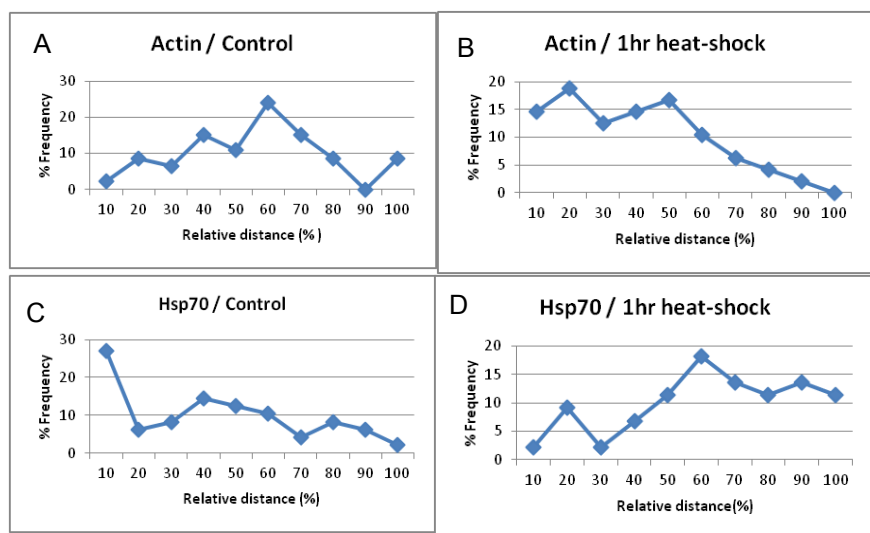 A
Actin / Control
% Frequency
30
20
10
0
10 20 30 40 50 60 70 80 90 100
Relative distance (% )
B
Actin / 1hr heat-shock
% Frequency
20
15
10
5
0
10 20 30 40 50 60 70 80 90 100
Relative distance (%)
C
Hsp70 / Control
% Frequency
30
20
10
0
10 20 30 40 50 60 70 80 90 100
Relative distance (%)
D
Hsp70 / 1hr heat-shock
% Frequency
20
15
10
5
0
10 20 30 40 50 60 70 80 90 100
Relative distance(%)